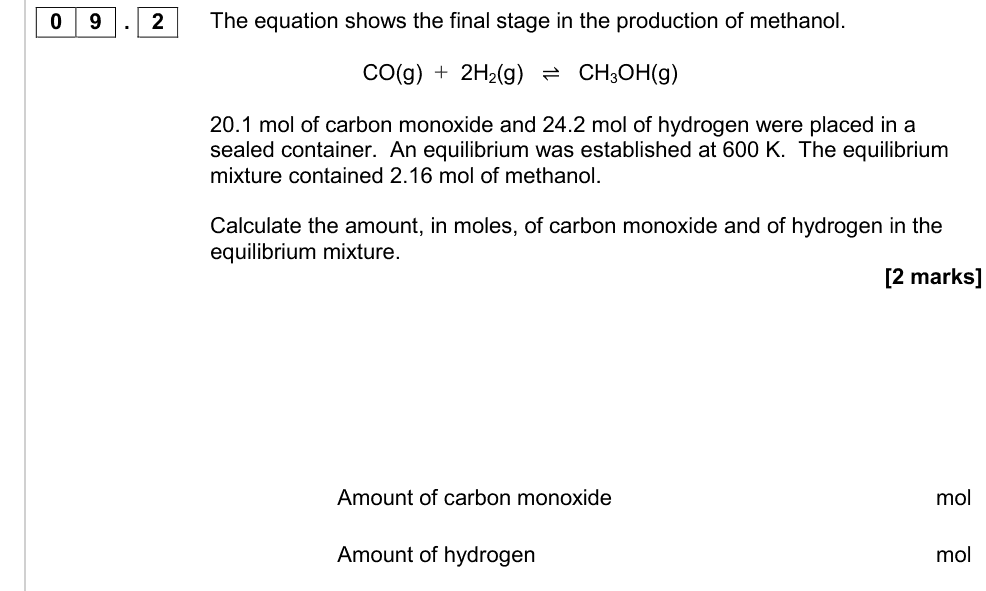 09.2 The equation shows the final stage in the production of methanol.
CO(g) + 2H₂(g) ⇌ CH₃OH(g)
20.1 mol of carbon monoxide and 24.2 mol of hydrogen were placed in a
sealed container. An equilibrium was established at 600 K. The equilibrium
mixture contained 2.16 mol of methanol.
Calculate the amount, in moles, of carbon monoxide and of hydrogen in the
equilibrium mixture.
[2 marks]
Amount of carbon monoxide mol
Amount of hydrogen mol